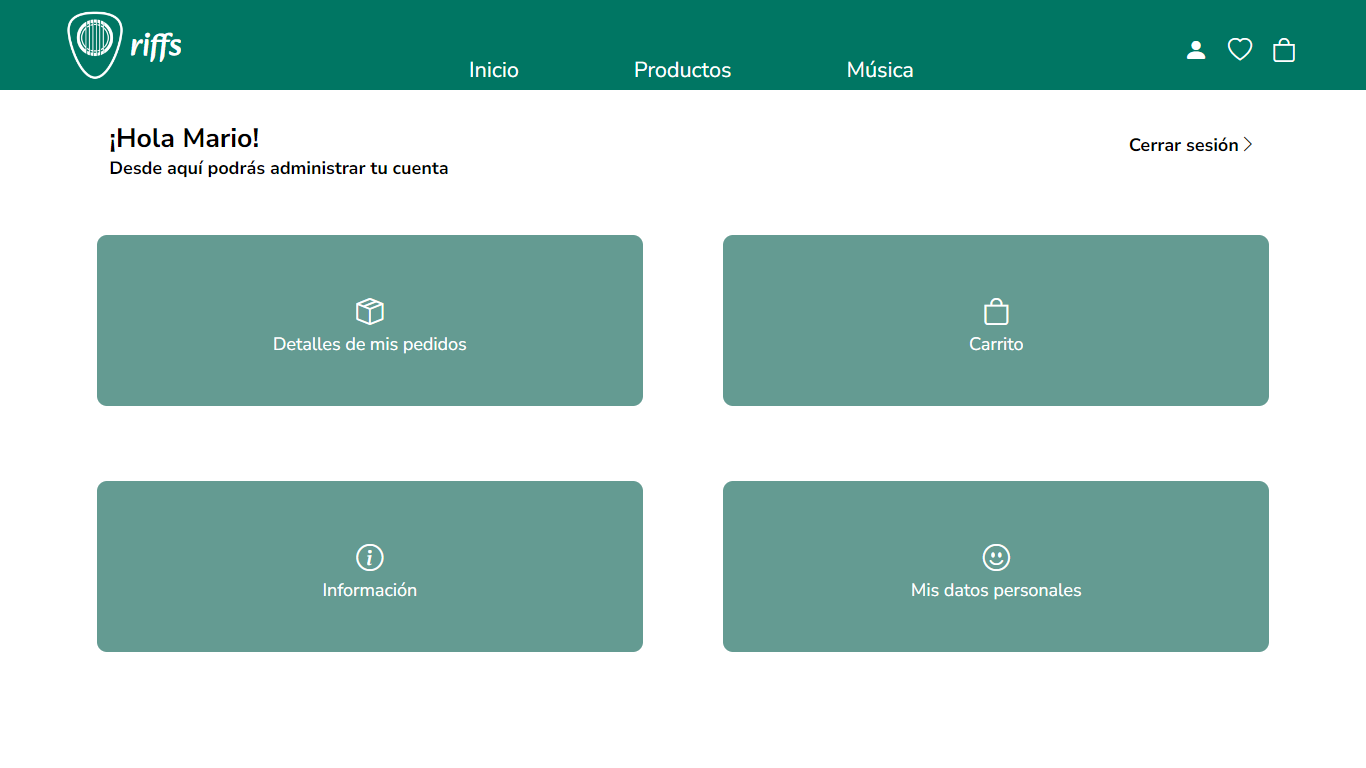 riffs
Inicio
Productos
Música
¡Hola Mario!
Desde aquí podrás administrar tu cuenta
Cerrar sesión
Detalles de mis pedidos
Carrito
Información
Mis datos personales